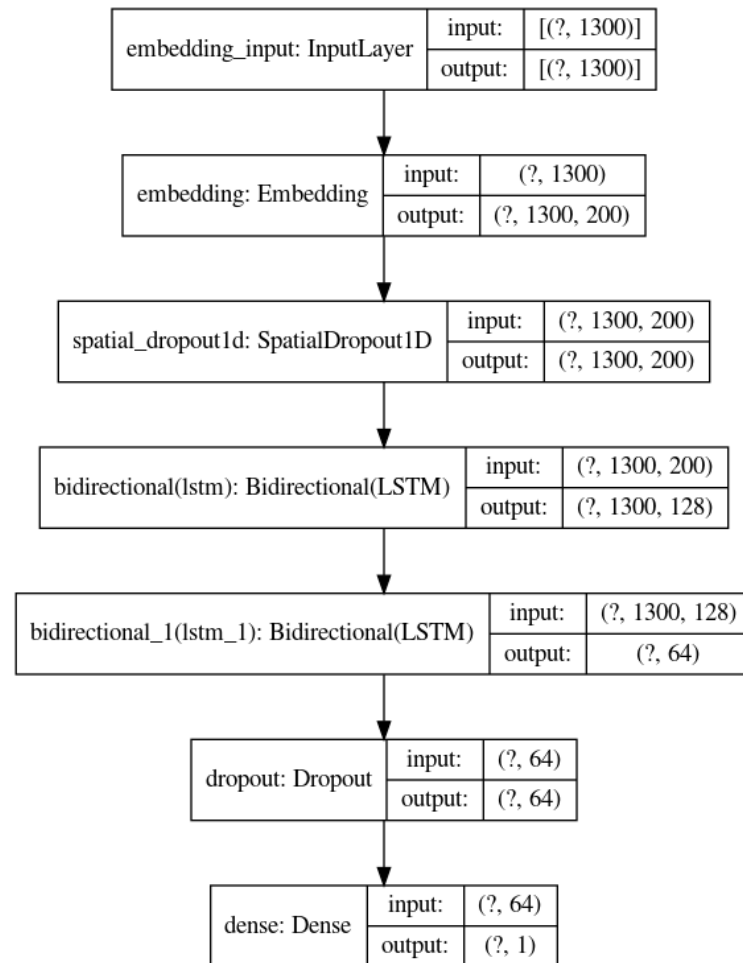 embedding_input: InputLayer
input: [(?, 1300)]
output: [(?, 1300)]
embedding: Embedding
input: (?, 1300)
output: (?, 1300, 200)
spatial_dropout1d: SpatialDropout1D
input: (?, 1300, 200)
output: (?, 1300, 200)
bidirectional(lstm): Bidirectional(LSTM)
input: (?, 1300, 200)
output: (?, 1300, 128)
bidirectional_1(lstm_1): Bidirectional(LSTM)
input: (?, 1300, 128)
output: (?, 64)
dropout: Dropout
input: (?, 64)
output: (?, 64)
dense: Dense
input: (?, 64)
output: (?, 1)